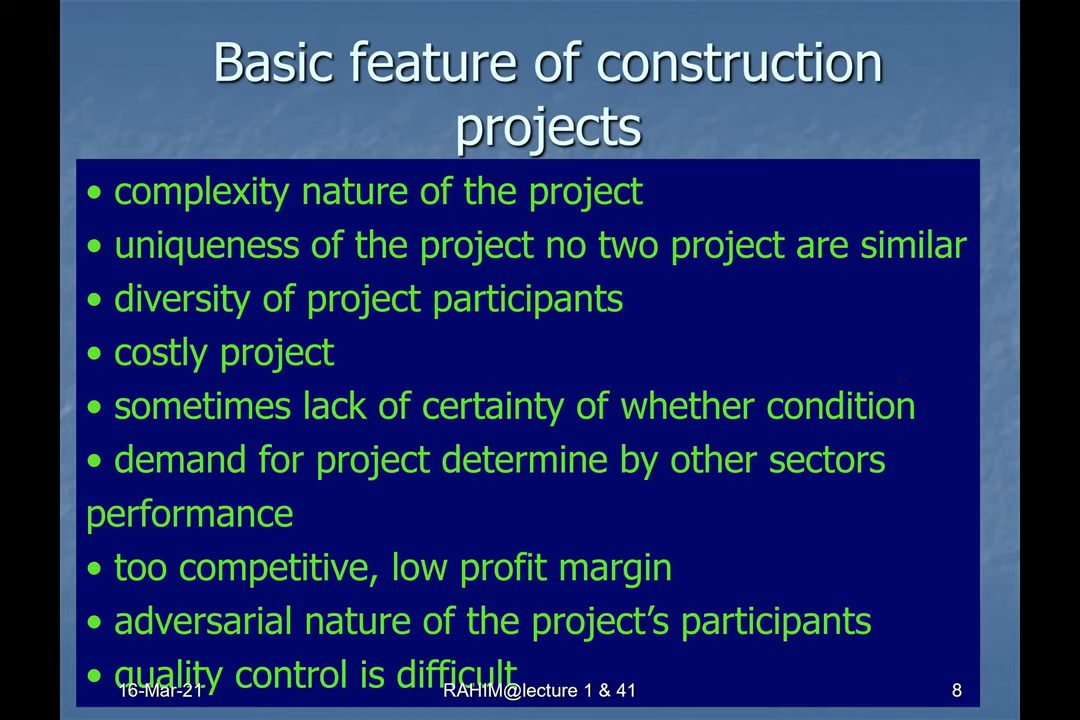 Basic feature of construction
projects
• complexity nature of the project
• uniqueness of the project no two project are similar
• diversity of project participants
• costly project
• sometimes lack of certainty of whether condition
• demand for project determine by other sectors
performance
• too competitive, low profit margin
• adversarial nature of the project’s participants
• quality control is difficult
16-Mar-21 RAHIM@lecture 1 & 41 8